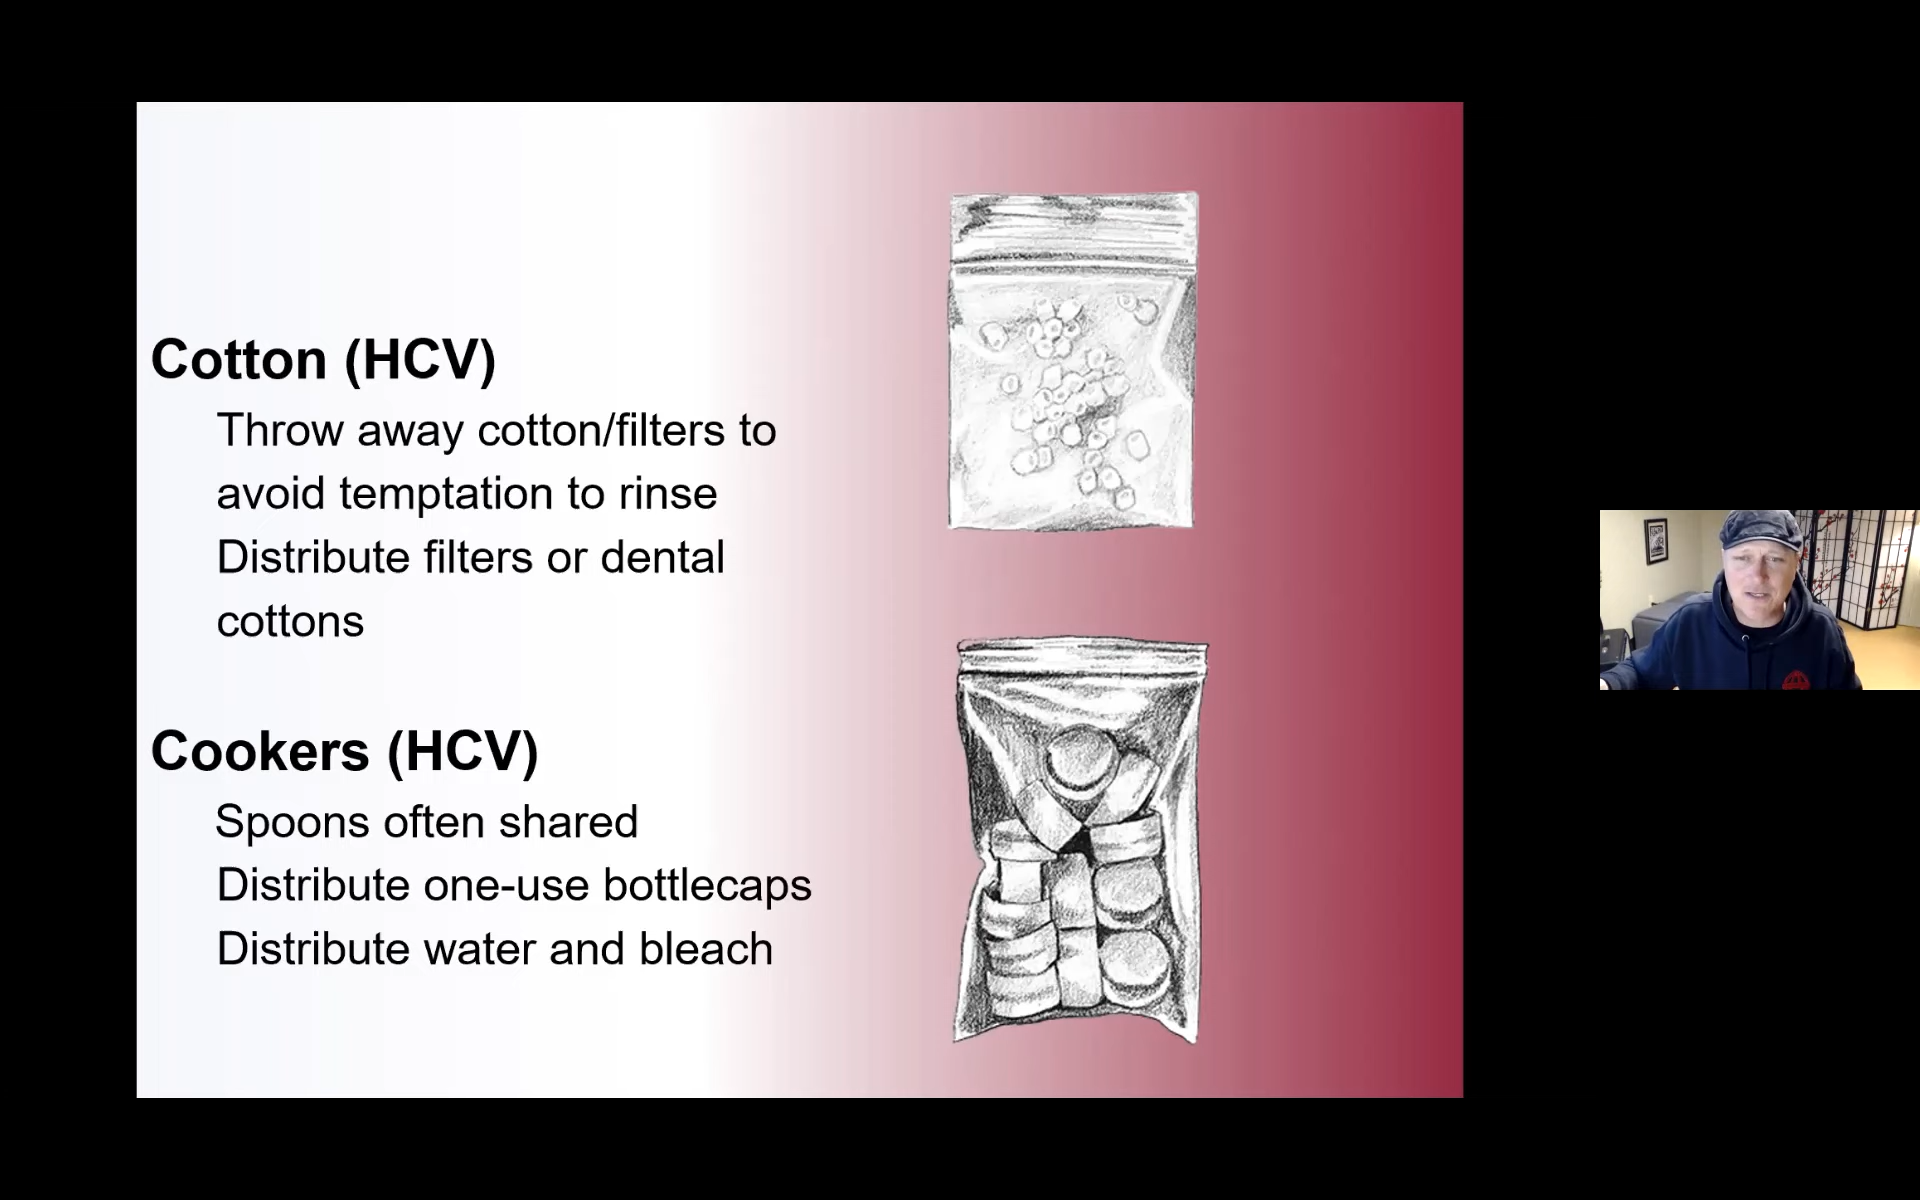 Cotton (HCV)
Throw away cotton/filters to
avoid temptation to rinse
Distribute filters or dental
cottons
Cookers (HCV)
Spoons often shared
Distribute one-use bottlecaps
Distribute water and bleach